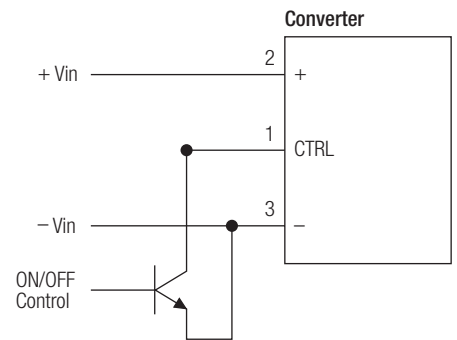 Converter
2
+ Vin
+
1
CTRL
3
− Vin
−
ON/OFF
Control